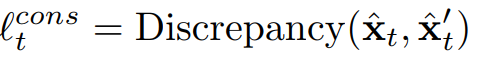 ℓ_t^{cons} = Discrepancy(x̂_t, x̂′_t)